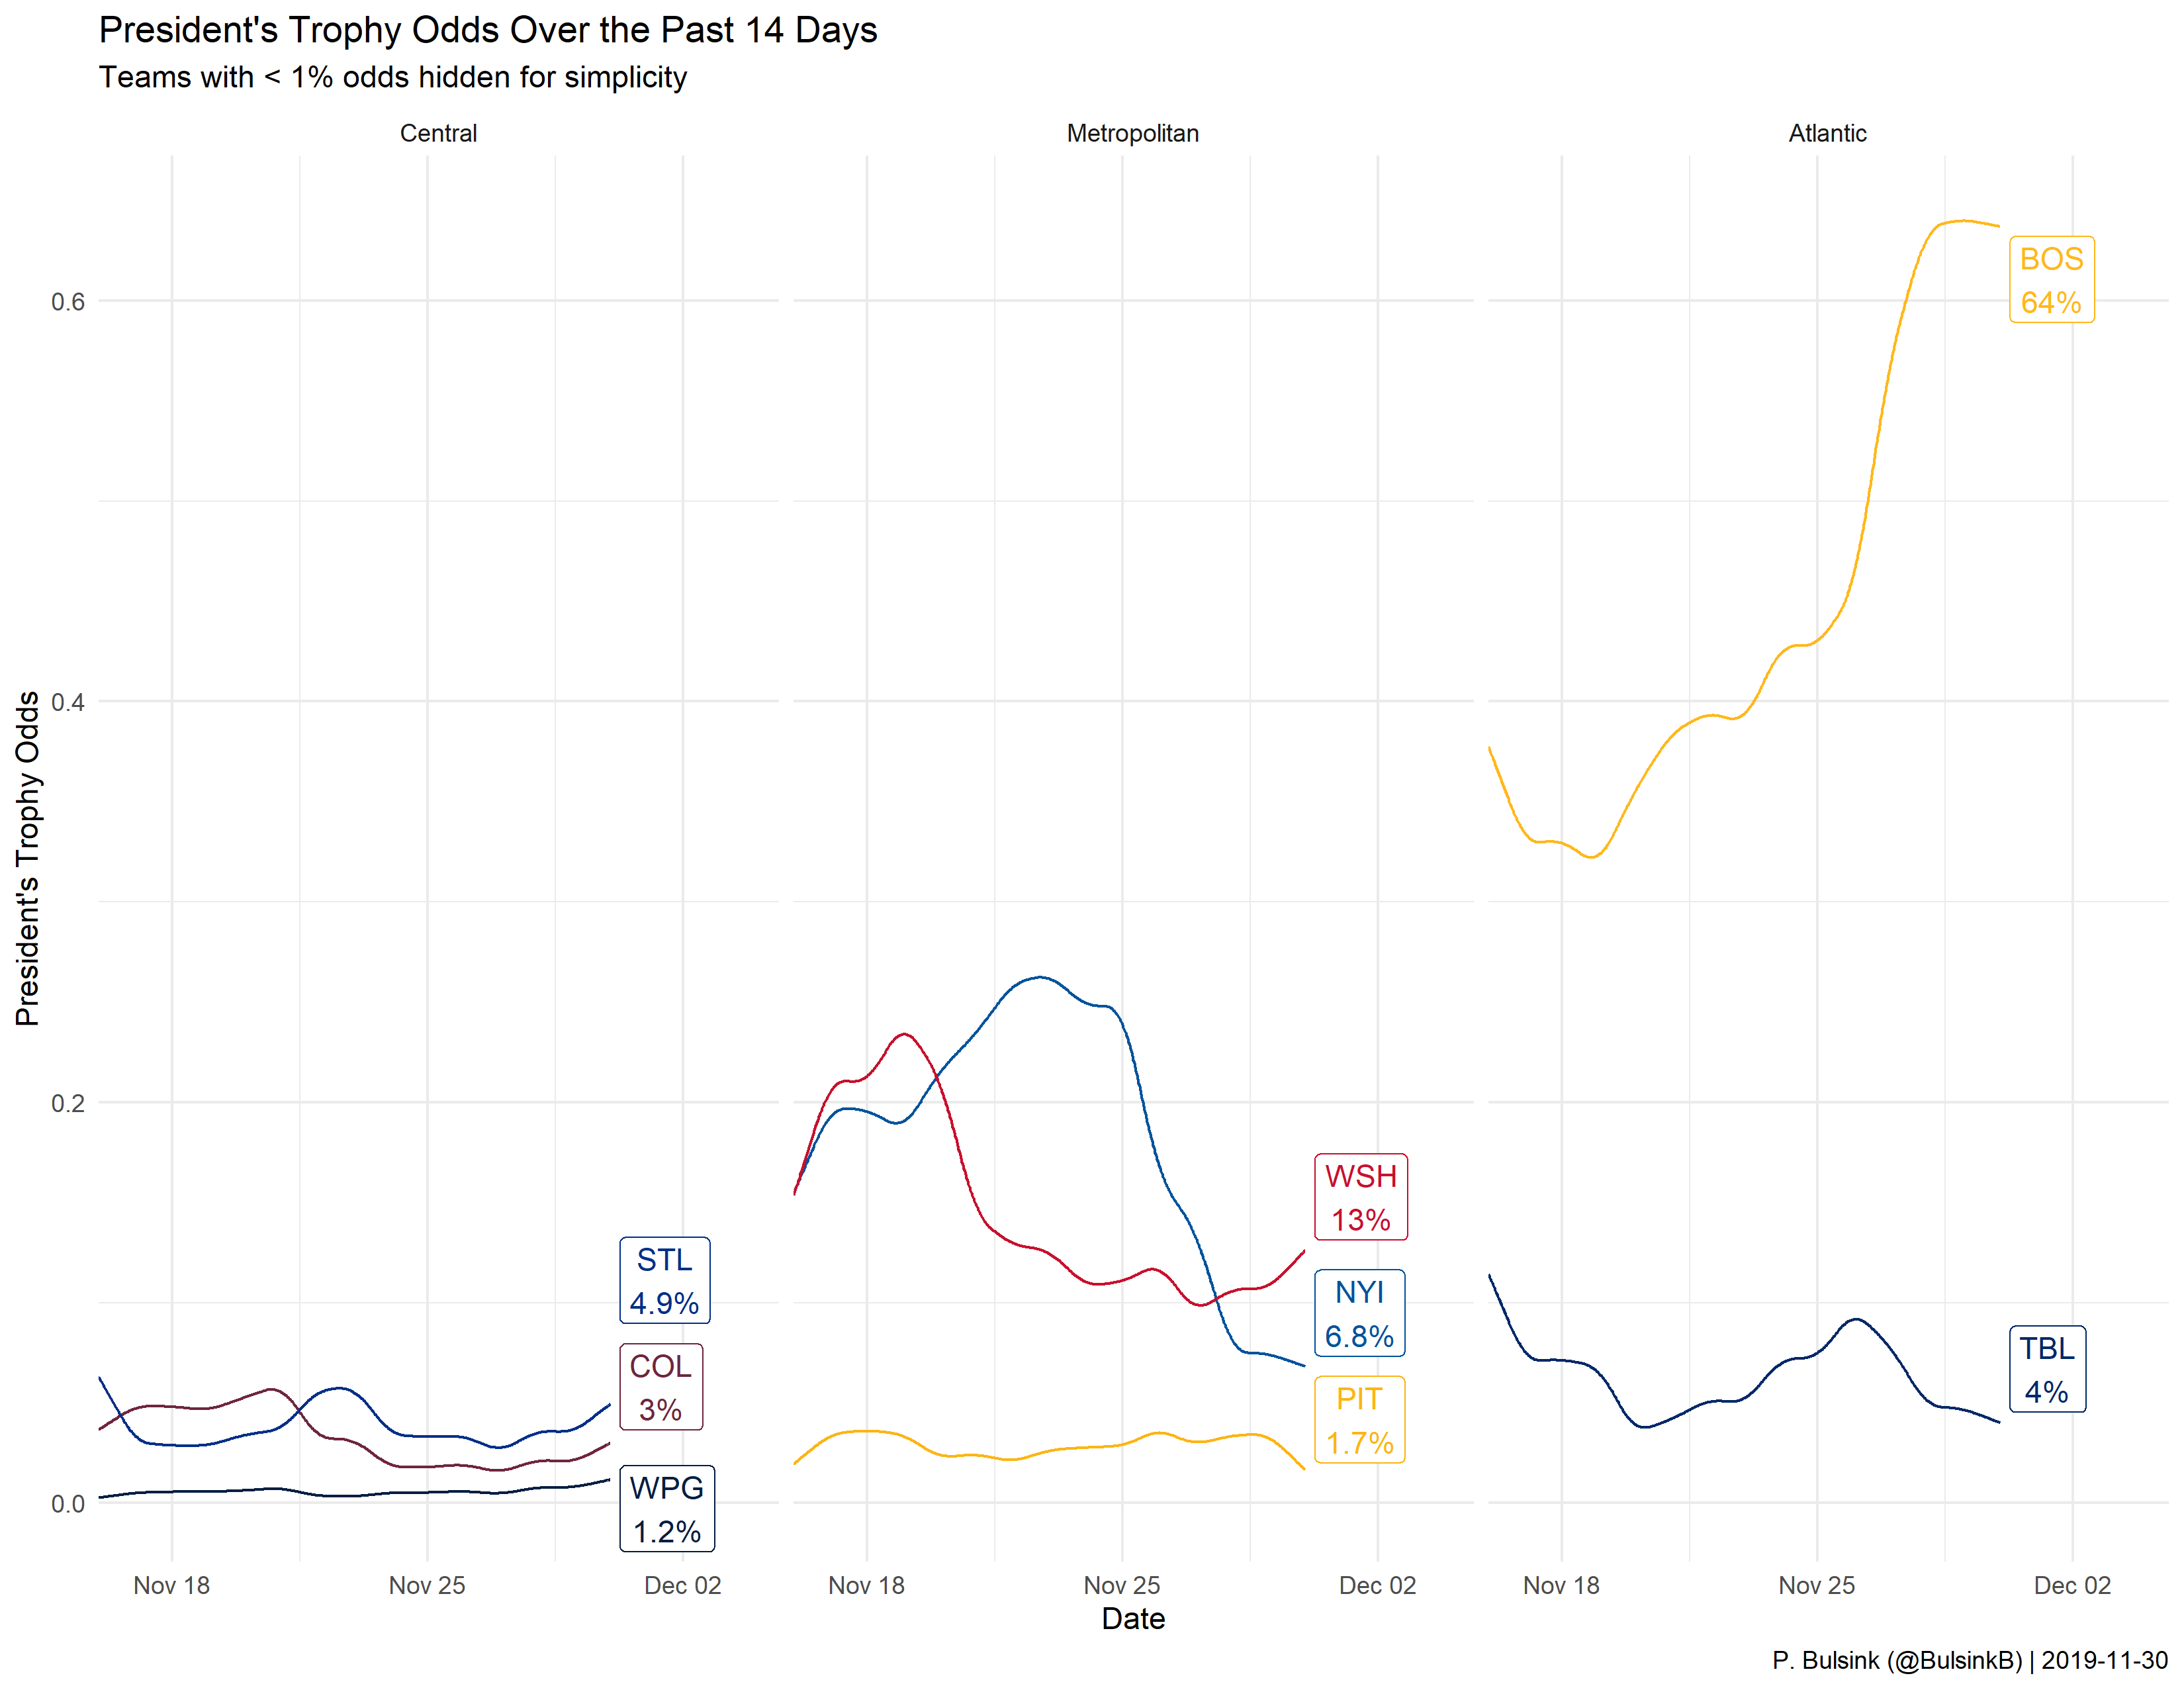 President's Trophy Odds Over the Past 14 Days
Teams with < 1% odds hidden for simplicity
Central
Metropolitan
Atlantic
President's Trophy Odds
0.6
0.4
0.2
0.0
STL
4.9%
COL
3%
WPG
1.2%
WSH
13%
NYI
6.8%
PIT
1.7%
BOS
64%
TBL
4%
Nov 18
Nov 25
Dec 02
Nov 18
Nov 25
Dec 02
Nov 18
Nov 25
Dec 02
Date
P. Bulsink (@BulsinkB) | 2019-11-30